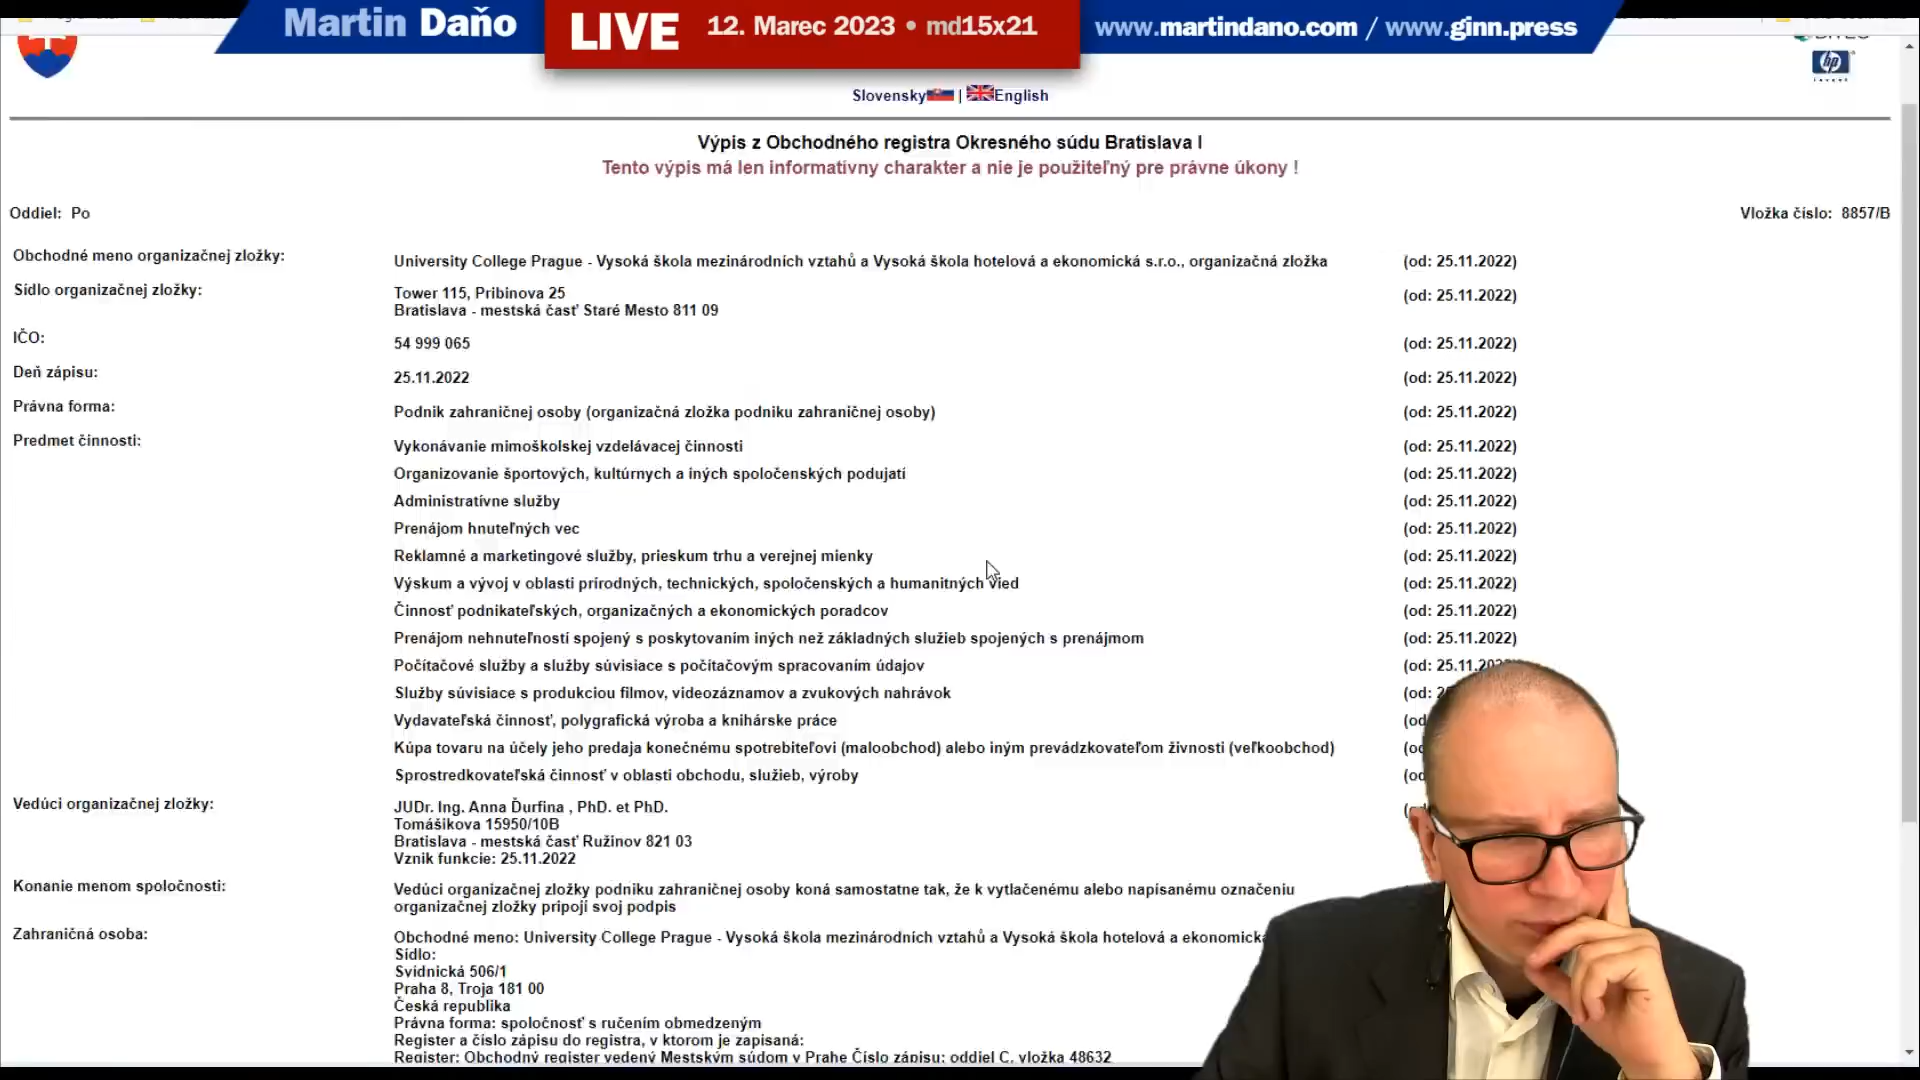 Martin Daňo
LIVE
12. Marec 2023 • md15x21
www.martindano.com / www.ginn.press
hp
invent
Slovensky | English
Výpis z Obchodného registra Okresného súdu Bratislava I
Tento výpis má len informatívny charakter a nie je použiteľný pre právne úkony !
Oddiel: Po
Vložka číslo: 8857/B
Obchodné meno organizačnej zložky: University College Prague - Vysoká škola mezinárodních vztahů a Vysoká škola hotelová a ekonomická s.r.o., organizačná zložka (od: 25.11.2022)
Sídlo organizačnej zložky: Tower 115, Pribinova 25 (od: 25.11.2022)
Bratislava - mestská časť Staré Mesto 811 09
IČO: 54 999 065 (od: 25.11.2022)
Deň zápisu: 25.11.2022 (od: 25.11.2022)
Právna forma: Podnik zahraničnej osoby (organizačná zložka podniku zahraničnej osoby) (od: 25.11.2022)
Predmet činnosti: Vykonávanie mimoškolskej vzdelávacej činnosti (od: 25.11.2022)
Organizovanie športových, kultúrnych a iných spoločenských podujatí (od: 25.11.2022)
Administratívne služby (od: 25.11.2022)
Prenájom hnuteľných vec (od: 25.11.2022)
Reklamné a marketingové služby, prieskum trhu a verejnej mienky (od: 25.11.2022)
Výskum a vývoj v oblasti prírodných, technických, spoločenských a humanitných vied (od: 25.11.2022)
Činnosť podnikateľských, organizačných a ekonomických poradcov (od: 25.11.2022)
Prenájom nehnuteľností spojený s poskytovaním iných než základných služieb spojených s prenájmom (od: 25.11.2022)
Počítačové služby a služby súvisiace s počítačovým spracovaním údajov (od:
Služby súvisiace s produkciou filmov, videozáznamov a zvukových nahrávok (od:
Vydavateľská činnosť, polygrafická výroba a knihárske práce (od
Kúpa tovaru na účely jeho predaja konečnému spotrebiteľovi (maloobchod) alebo iným prevádzkovateľom živnosti (veľkoobchod)
Sprostredkovateľská činnosť v oblasti obchodu, služieb, výroby
Vedúci organizačnej zložky: JUDr. Ing. Anna Ďurfina , PhD. et PhD.
Tomášikova 15950/10B
Bratislava - mestská časť Ružinov 821 03
Vznik funkcie: 25.11.2022
Konanie menom spoločnosti: Vedúci organizačnej zložky podniku zahraničnej osoby koná samostatne tak, že k vytlačenému alebo napísanému označeniu
organizačnej zložky pripojí svoj podpis
Zahraničná osoba: Obchodné meno: University College Prague - Vysoká škola mezinárodních vztahů a Vysoká škola hotelová a ekonomická
Sídlo:
Svídnická 506/1
Praha 8, Troja 181 00
Česká republika
Právna forma: spoločnosť s ručením obmedzeným
Register a číslo zápisu do registra, v ktorom je zapísaná:
Register: Obchodný register vedený Mestským súdom v Prahe Číslo zápisu: oddiel C, vložka 48632